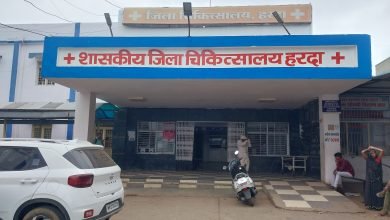 जिला चिकित्सालय, हरदा
शासकीय जिला चिकित्सालय हरदा